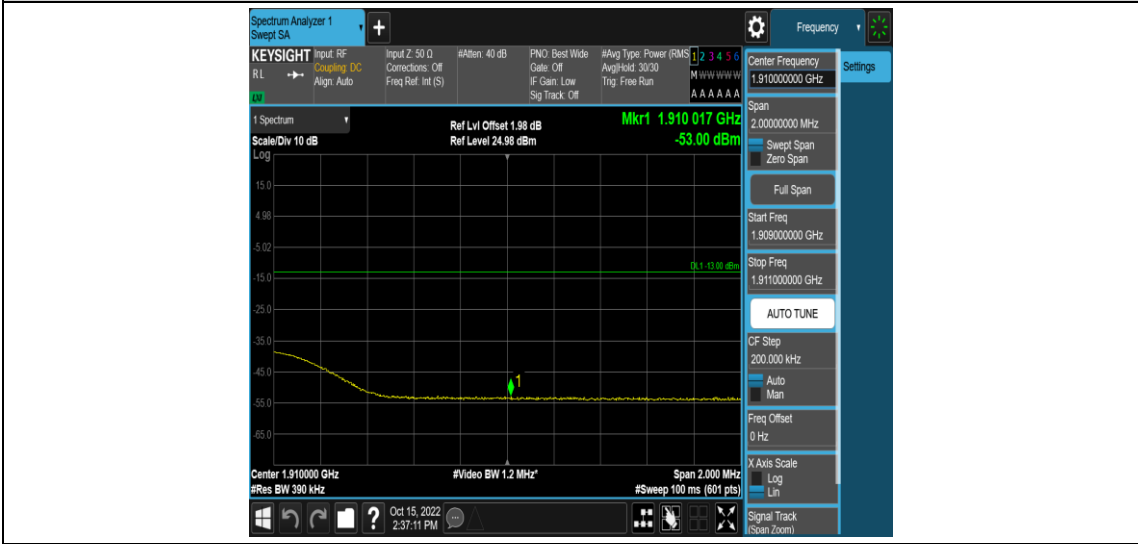 Spectrum Analyzer 1
Swept SA
+
Frequency
KEYSIGHT
RL
Input: RF
Coupling: DC
Align: Auto
Input Z: 50 Ω
Corrections: Off
Freq Ref: Int (S)
#Atten: 40 dB
PNO: Best Wide
Gate: Off
IF Gain: Low
Sig Track: Off
#Avg Type: Power (RMS
Avg|Hold: 30/30
Trig: Free Run
1 2 3 4 5 6
M W W W W W
A A A A A A
1 Spectrum
Scale/Div 10 dB
Log
Ref Lvl Offset 1.98 dB
Ref Level 24.98 dBm
Mkr1 1.910 017 GHz
-53.00 dBm
15.0
4.98
-5.02
-15.0
-25.0
-35.0
-45.0
-55.0
-65.0
DL1 -13.00 dBm
1
Center 1.910000 GHz
#Res BW 390 kHz
#Video BW 1.2 MHz*
Span 2.000 MHz
#Sweep 100 ms (601 pts)
?
Oct 15, 2022
2:37:11 PM
Center Frequency
1.910000000 GHz
Settings
Span
2.00000000 MHz
Swept Span
Zero Span
Full Span
Start Freq
1.909000000 GHz
Stop Freq
1.911000000 GHz
AUTO TUNE
CF Step
200.000 kHz
Auto
Man
Freq Offset
0 Hz
X Axis Scale
Log
Lin
Signal Track
(Span Zoom)